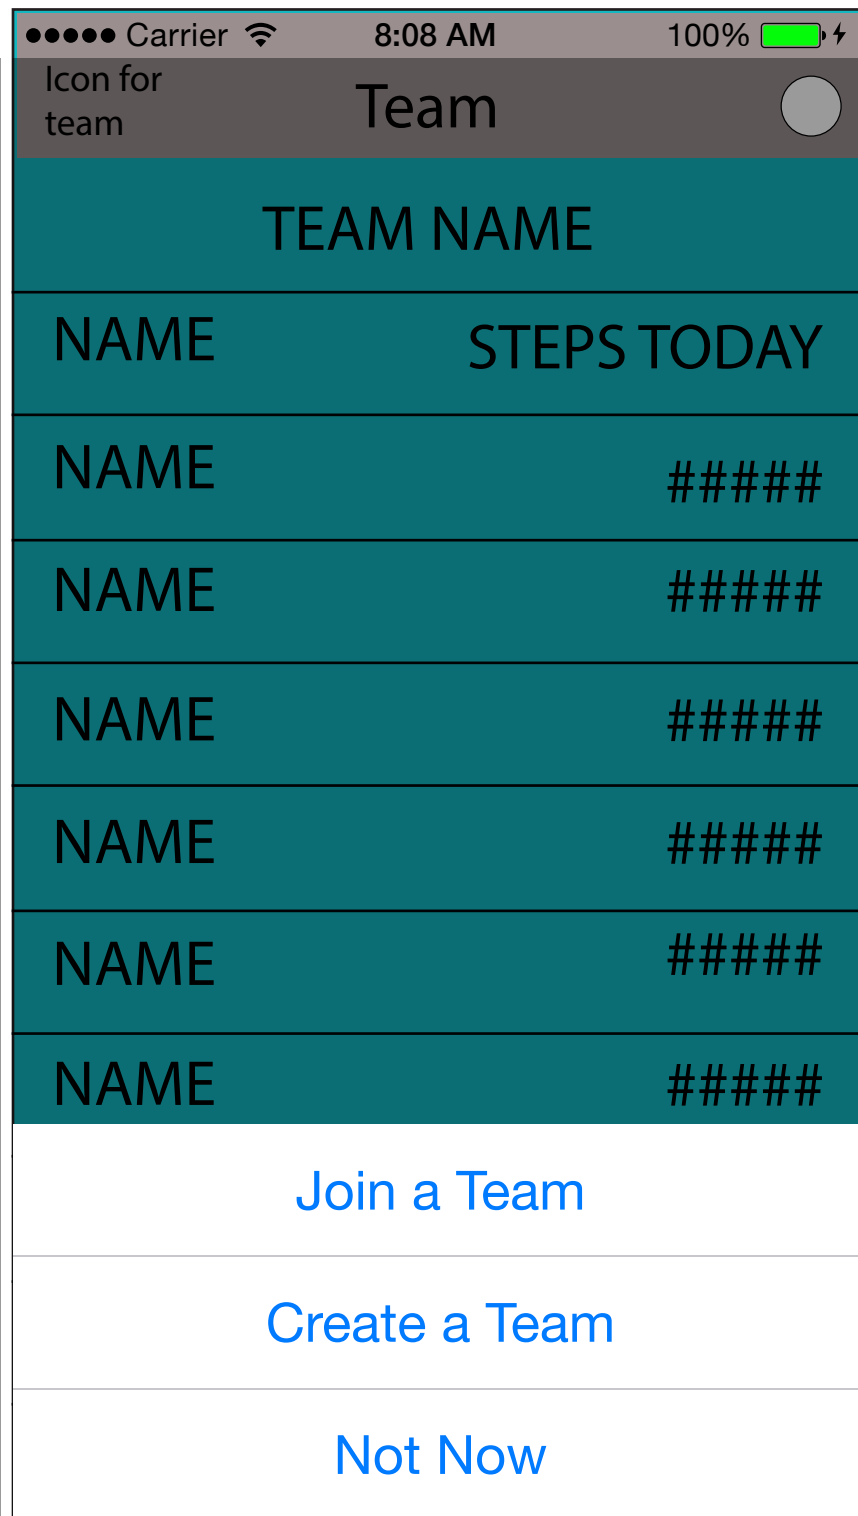 Carrier 8:08 AM 100%
Icon for
team
Team
TEAM NAME
NAME STEPS TODAY
NAME #####
NAME #####
NAME #####
NAME #####
NAME #####
NAME #####
Join a Team
Create a Team
Not Now